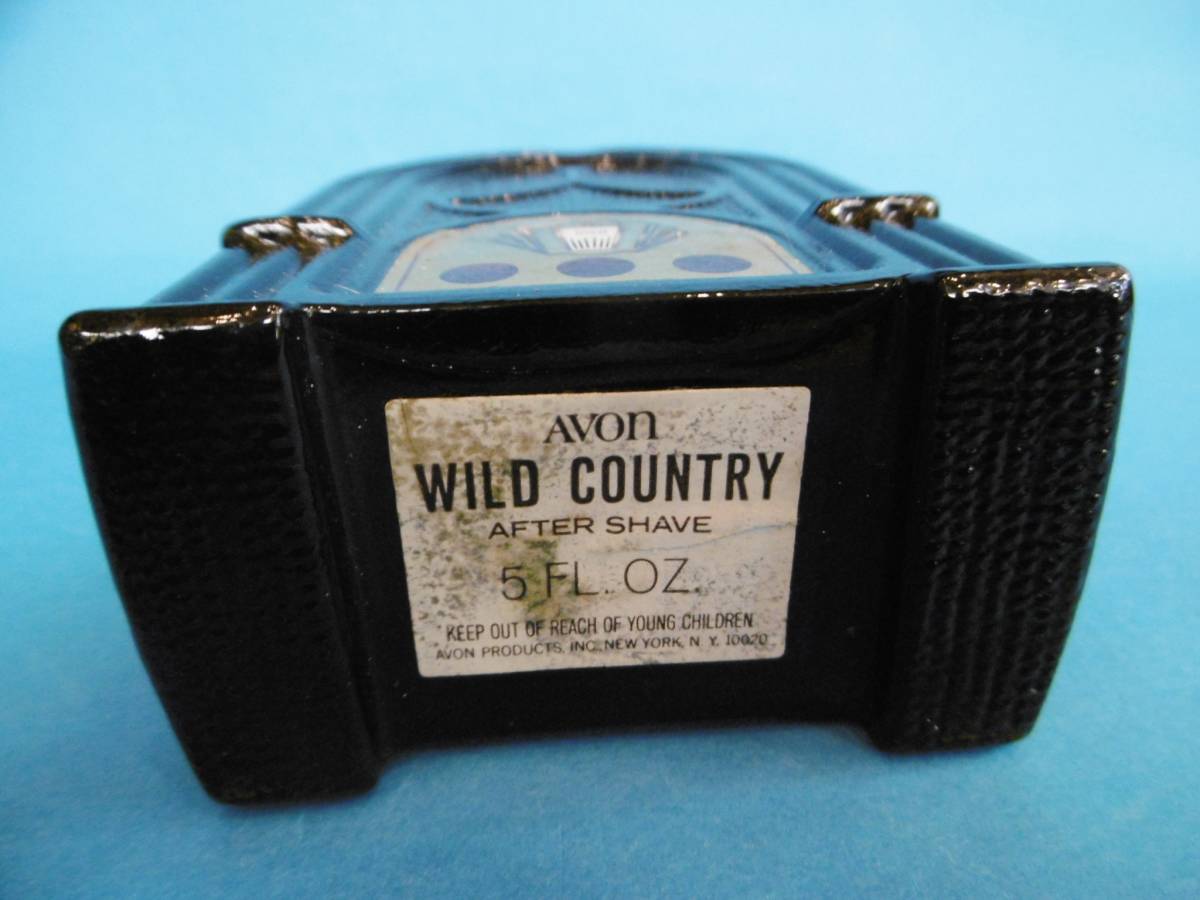 AVON
WILD COUNTRY
AFTER SHAVE
5 FL. OZ.
KEEP OUT OF REACH OF YOUNG CHILDREN
AVON PRODUCTS, INC. NEW YORK, N. Y. 10020